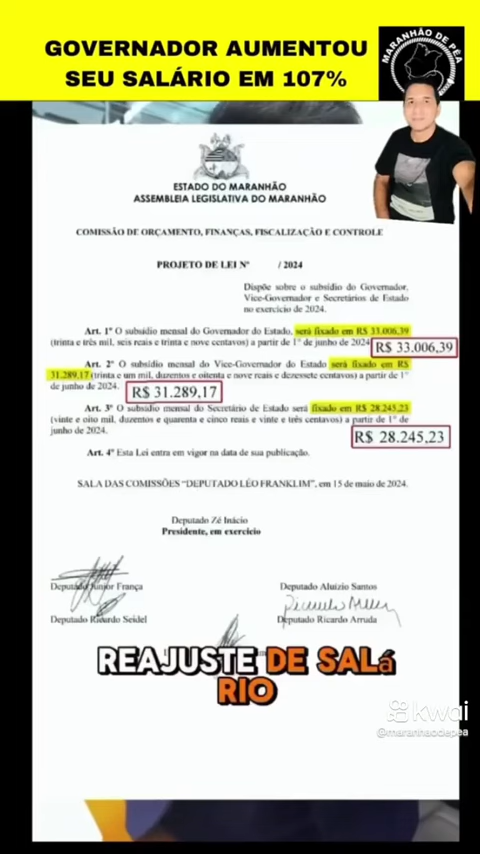 GOVERNADOR AUMENTOU
SEU SALÁRIO EM 107%
MARANHÃO DE PÉA
ESTADO DO MARANHÃO
ASSEMBLEIA LEGISLATIVA DO MARANHÃO
COMISSÃO DE ORÇAMENTO, FINANÇAS, FISCALIZAÇÃO E CONTROLE
PROJETO DE LEI Nº / 2024
Dispõe sobre o subsídio do Governador,
Vice-Governador e Secretários de Estado
no exercício de 2024.
Art. 1º O subsídio mensal do Governador do Estado, será fixado em R$ 33.006,39
(trinta e três mil, seis reais e trinta e nove centavos) a partir de 1º de junho de 2024
R$ 33.006,39
Art. 2º O subsídio mensal do Vice-Governador do Estado será fixado em R$
31.289,17 (trinta e um mil, duzentos e oitenta e nove reais e dezessete centavos) a partir de 1º
de junho de 2024.
R$ 31.289,17
Art. 3º O subsídio mensal do Secretário de Estado será fixado em R$ 28.245,23
(vinte e oito mil, duzentos e quarenta e cinco reais e vinte e três centavos) a partir de 1º de
junho de 2024.
R$ 28.245,23
Art. 4º Esta Lei entra em vigor na data de sua publicação.
SALA DAS COMISSÕES “DEPUTADO LÉO FRANKLIM”, em 15 de maio de 2024.
Deputado Zé Inácio
Presidente, em exercício
Deputado Júnior França
Deputado Aluizio Santos
Deputado Ricardo Seidel
Deputado Ricardo Arruda
REAJUSTE DE SALá
RIO
kwai
@maranhaodepea